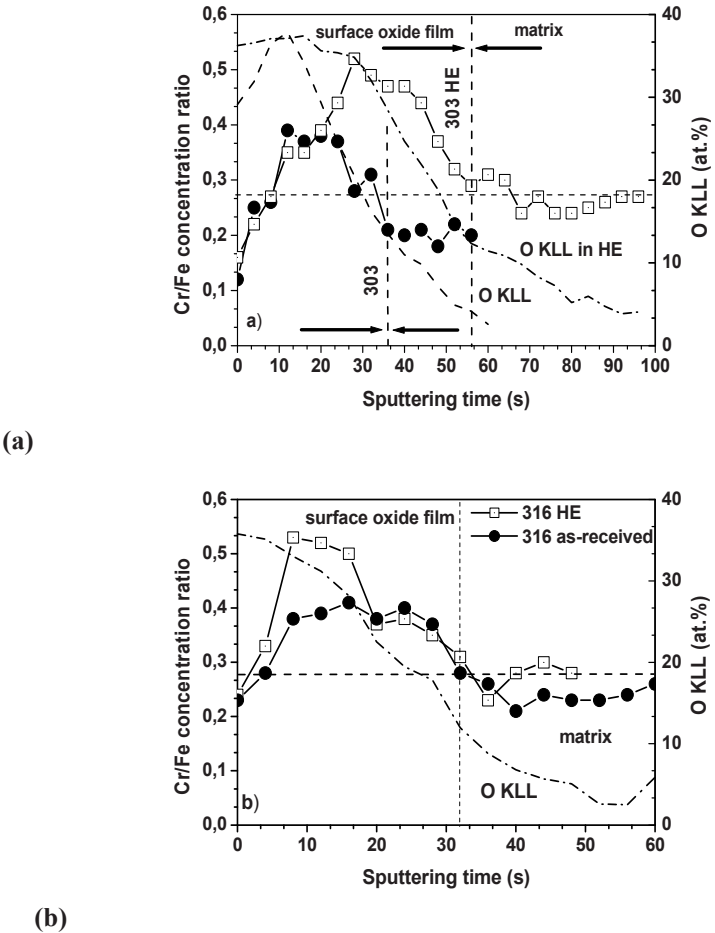 surface oxide film
matrix
303 HE
303
O KLL in HE
O KLL
a)
0,6
0,5
0,4
0,3
0,2
0,1
0,0
Cr/Fe concentration ratio
40
30
20
10
0
O KLL (at.%)
0 10 20 30 40 50 60 70 80 90 100
Sputtering time (s)
(a)
surface oxide film
316 HE
316 as-received
matrix
O KLL
b)
0,6
0,5
0,4
0,3
0,2
0,1
0,0
Cr/Fe concentration ratio
40
30
20
10
0
O KLL (at.%)
0 10 20 30 40 50 60
Sputtering time (s)
(b)